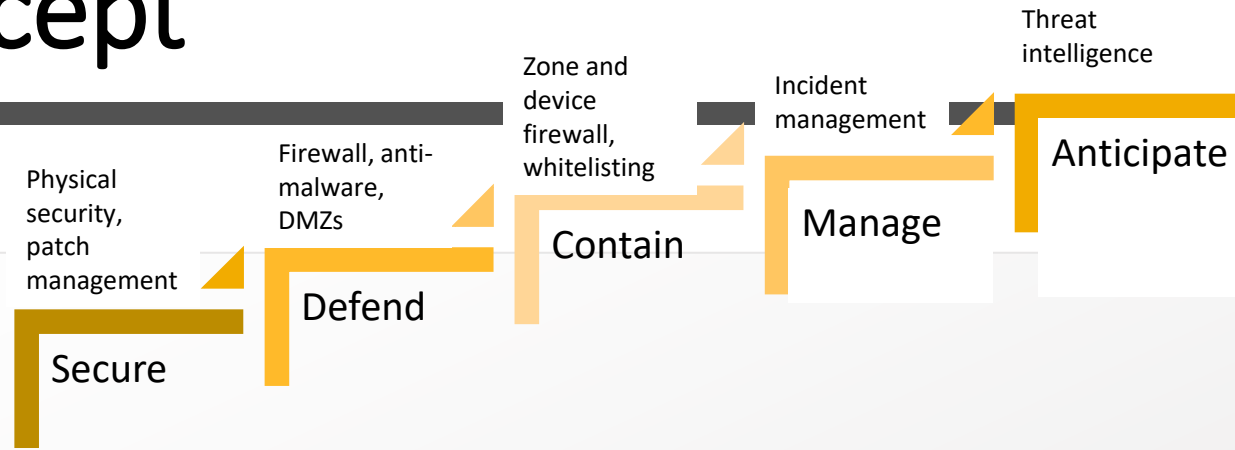 cept
Physical
security,
patch
management
Secure
Firewall, anti-
malware,
DMZs
Defend
Zone and
device
firewall,
whitelisting
Contain
Incident
management
Manage
Threat
intelligence
Anticipate